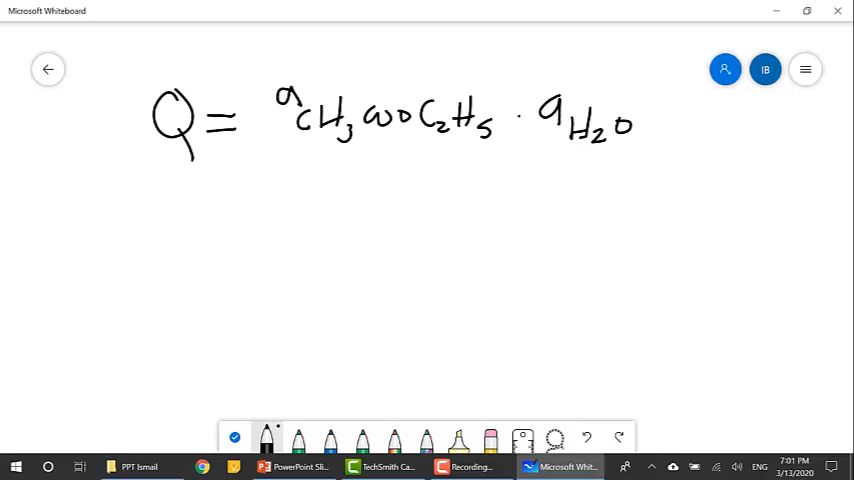 Microsoft Whiteboard
IB
Q = aCH₃COOC₂H₅ · aH₂O
PPT Ismail
PowerPoint Sli...
TechSmith Ca...
Recording...
Microsoft Whit...
ENG
7:01 PM
3/13/2020